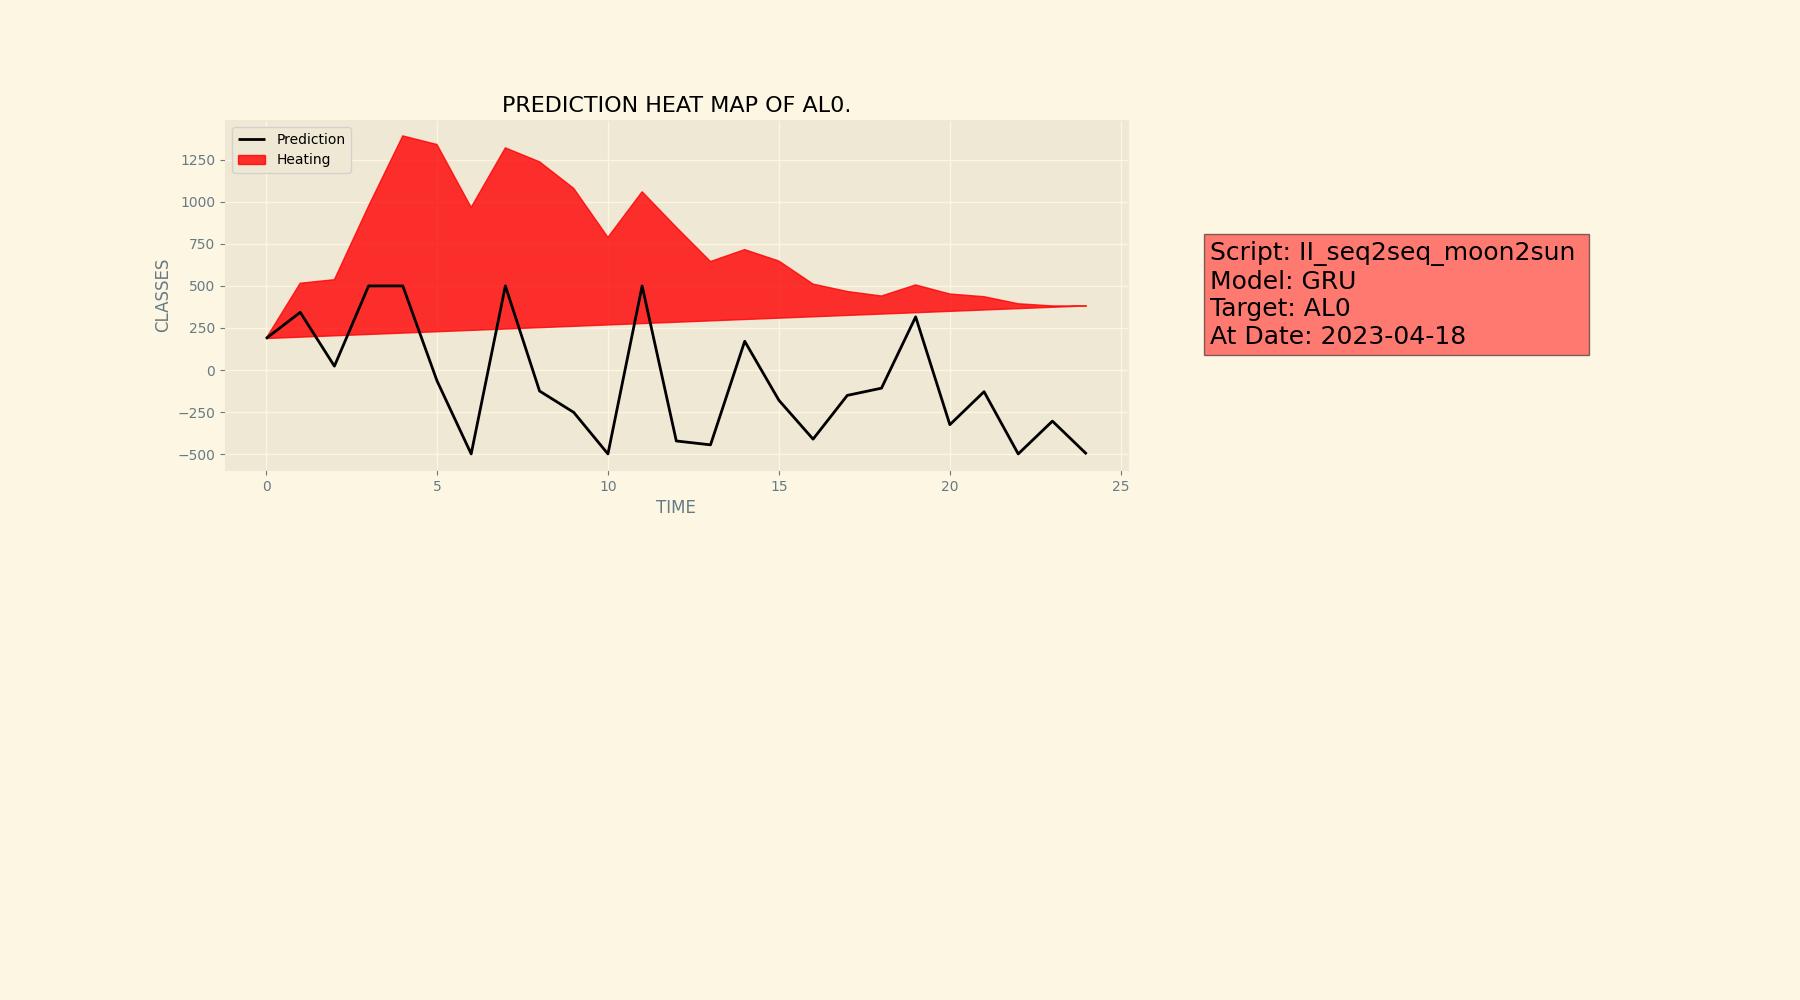 PREDICTION HEAT MAP OF AL0.
Prediction
Heating
CLASSES
1250
1000
750
500
250
0
−250
−500
0 5 10 15 20 25
TIME
Script: II_seq2seq_moon2sun
Model: GRU
Target: AL0
At Date: 2023-04-18